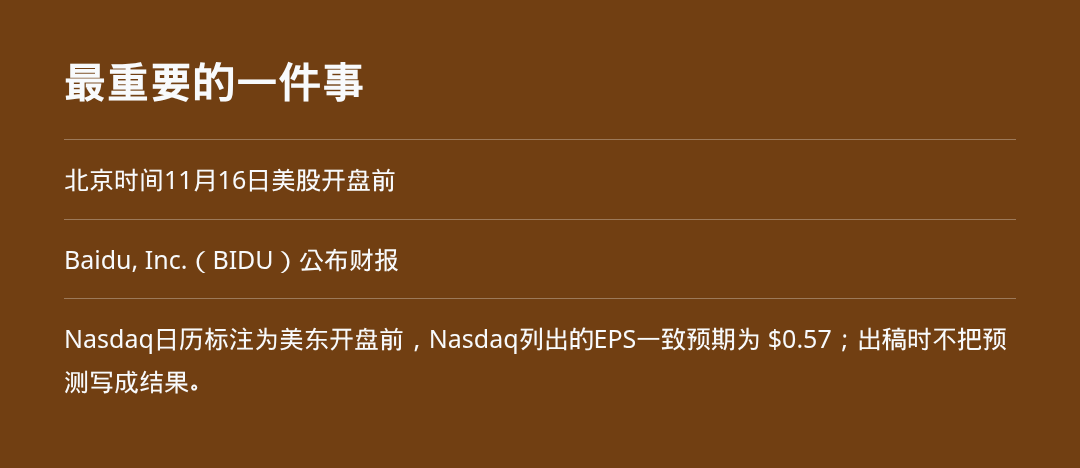 最重要的一件事
北京时间11月16日美股开盘前
Baidu, Inc.（BIDU）公布财报
Nasdaq日历标注为美东开盘前，Nasdaq列出的EPS一致预期为 $0.57；出稿时不把预
测写成结果。